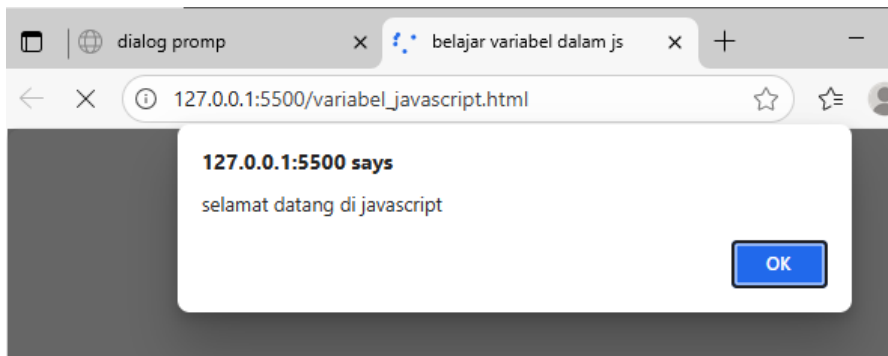 dialog promp
belajar variabel dalam js
127.0.0.1:5500/variabel_javascript.html
127.0.0.1:5500 says
selamat datang di javascript
OK